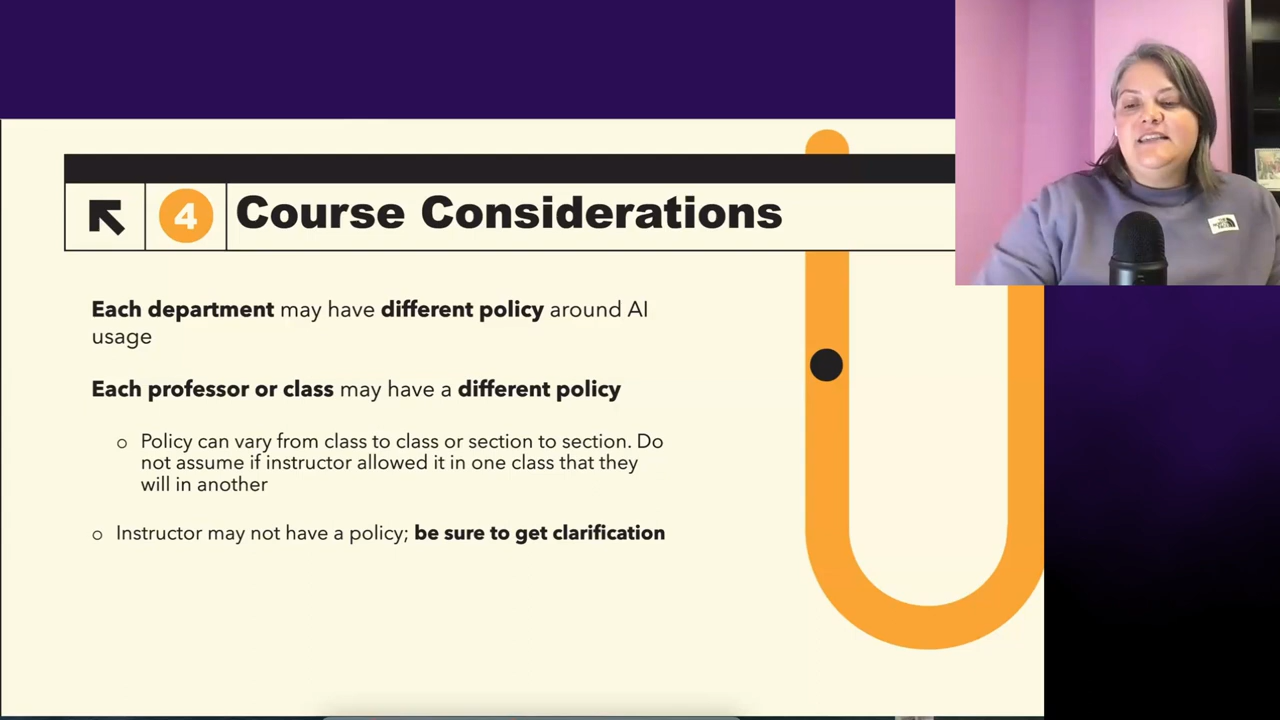 4 Course Considerations
Each department may have different policy around AI
usage
Each professor or class may have a different policy
o Policy can vary from class to class or section to section. Do
not assume if instructor allowed it in one class that they
will in another
o Instructor may not have a policy; be sure to get clarification